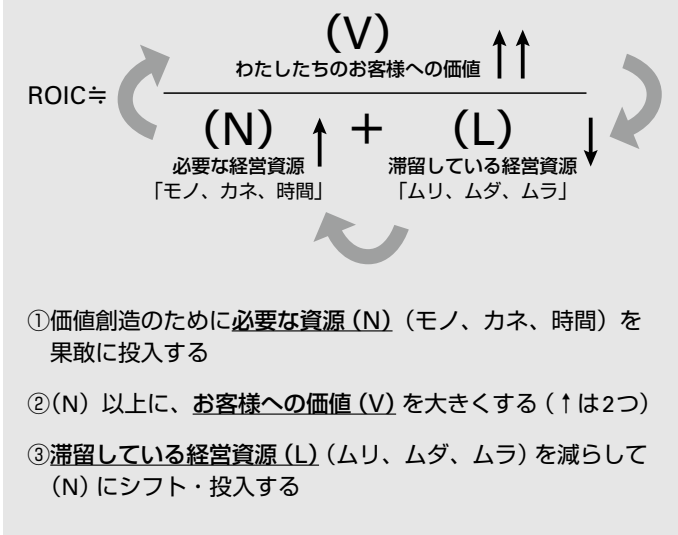 (V)
わたしたちのお客様への価値 ↑↑
ROIC≒
(N) ↑ + (L) ↓
必要な経営資源 滞留している経営資源
「モノ、カネ、時間」 「ムリ、ムダ、ムラ」
①価値創造のために必要な資源(N)(モノ、カネ、時間)を
果敢に投入する
②(N)以上に、お客様への価値(V)を大きくする(↑は2つ)
③滞留している経営資源(L)(ムリ、ムダ、ムラ)を減らして
(N)にシフト・投入する